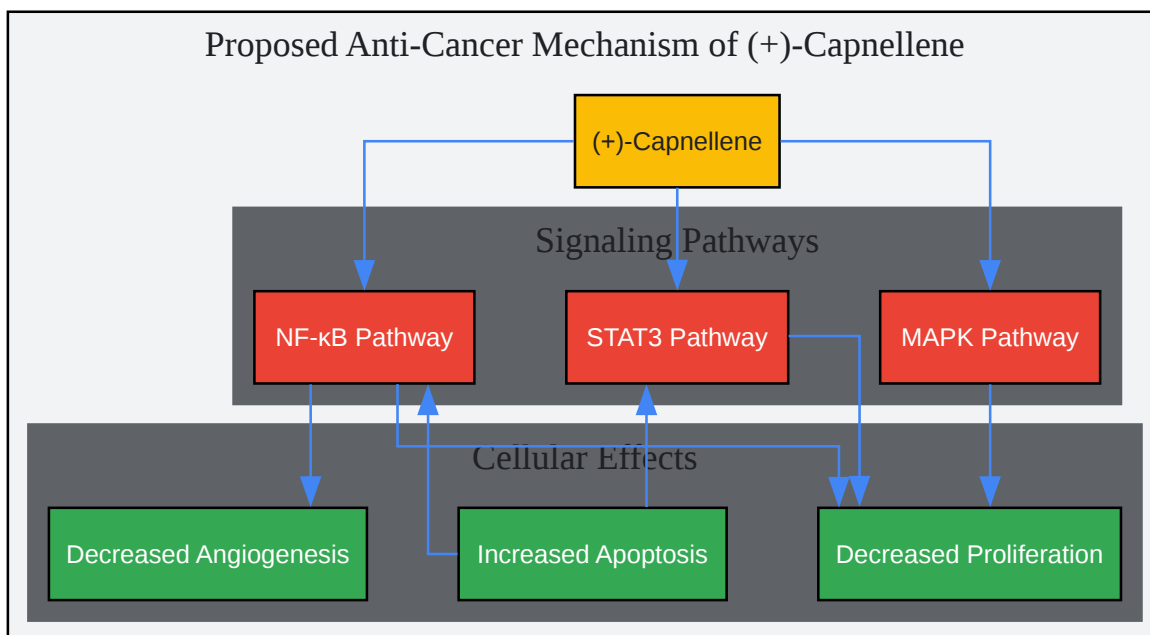 Proposed Anti-Cancer Mechanism of (+)-Capnellene
(+)-Capnellene
Signaling Pathways
NF-κB Pathway
STAT3 Pathway
MAPK Pathway
Cellular Effects
Decreased Angiogenesis
Increased Apoptosis
Decreased Proliferation